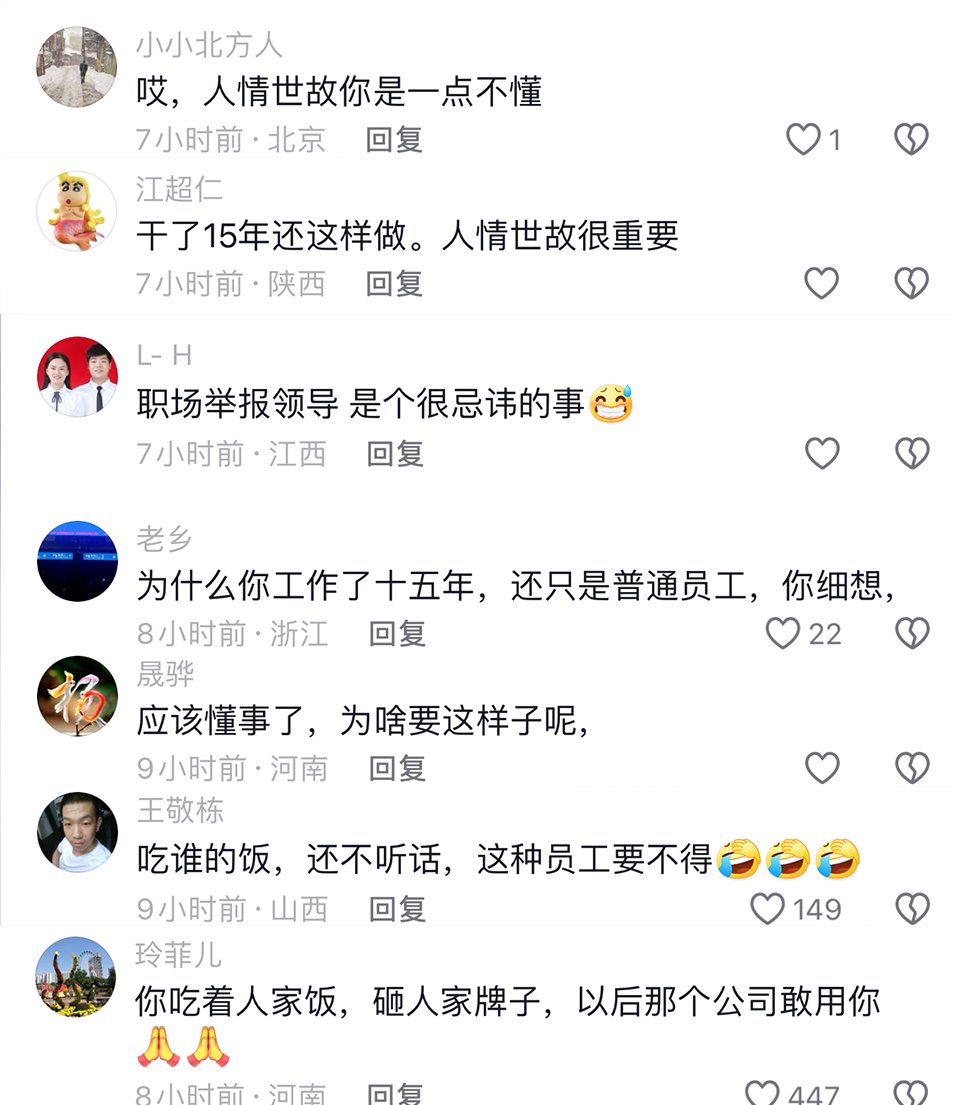 小小北方人
哎，人情世故你是一点不懂
7小时前·北京 回复 1
江超仁
干了15年还这样做。人情世故很重要
7小时前·陕西 回复
L- H
职场举报领导 是个很忌讳的事😅
7小时前·江西 回复
老乡
为什么你工作了十五年，还只是普通员工，你细想，
8小时前·浙江 回复 22
晟骅
应该懂事了，为啥要这样子呢，
9小时前·河南 回复
王敬栋
吃谁的饭，还不听话，这种员工要不得🤣🤣🤣
9小时前·山西 回复 149
玲菲儿
你吃着人家饭，砸人家牌子，以后那个公司敢用你
🙏🙏
8小时前·河南 回复 447